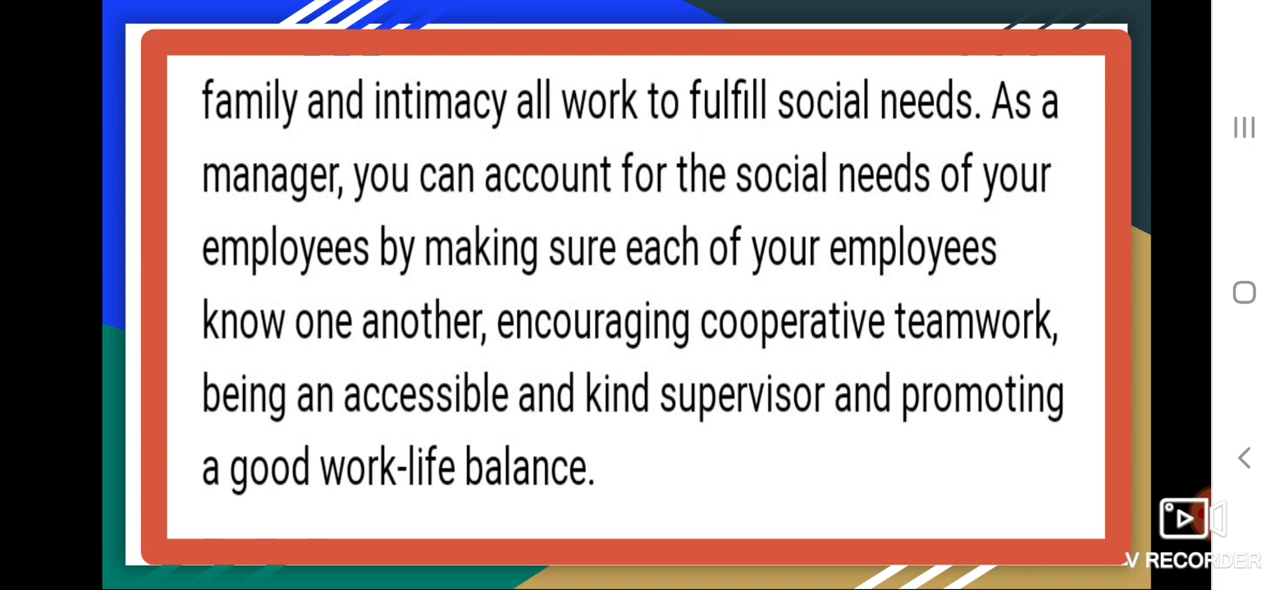 family and intimacy all work to fulfill social needs. As a
manager, you can account for the social needs of your
employees by making sure each of your employees
know one another, encouraging cooperative teamwork,
being an accessible and kind supervisor and promoting
a good work-life balance.
V RECORDER